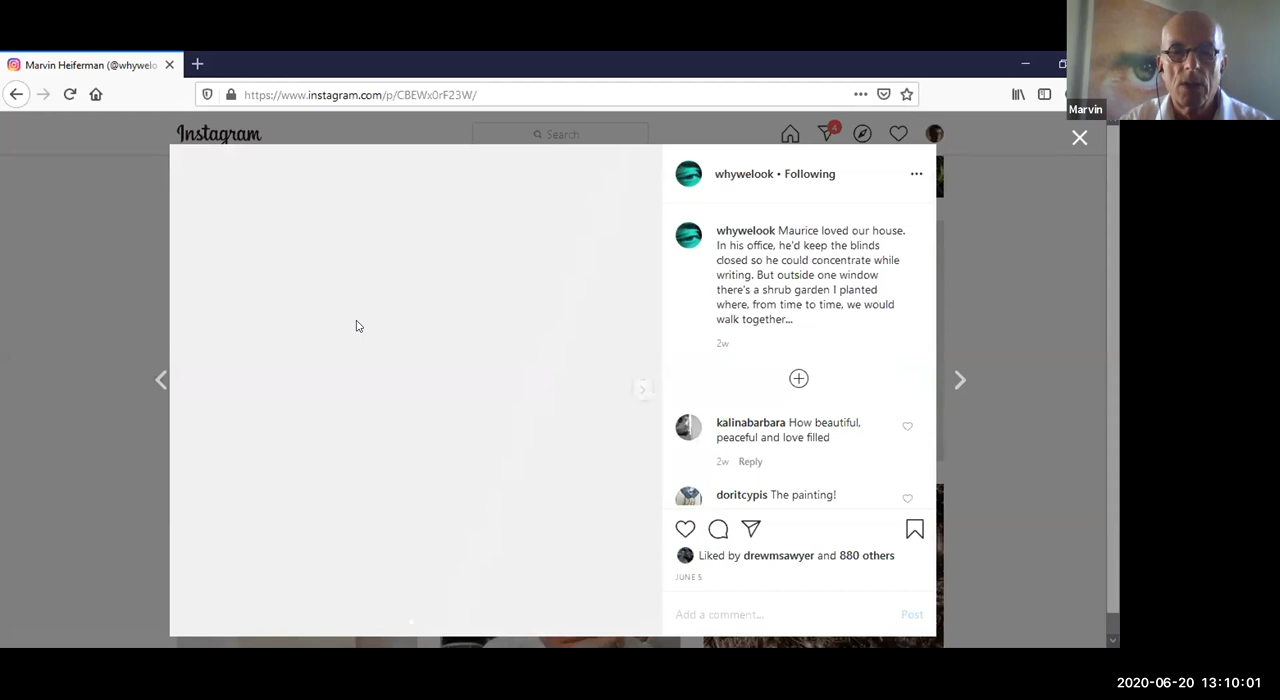 Marvin Heiferman (@whywelo
https://www.instagram.com/p/CBEWx0rF23W/
Marvin
Instagram
Search
4
whywelook • Following
whywelook Maurice loved our house.
In his office, he'd keep the blinds
closed so he could concentrate while
writing. But outside one window
there's a shrub garden I planted
where, from time to time, we would
walk together...
2w
kalinabarbara How beautiful,
peaceful and love filled
2w Reply
doritcypis The painting!
Liked by drewmsawyer and 880 others
JUNE 5
Add a comment... Post
2020-06-20 13:10:01